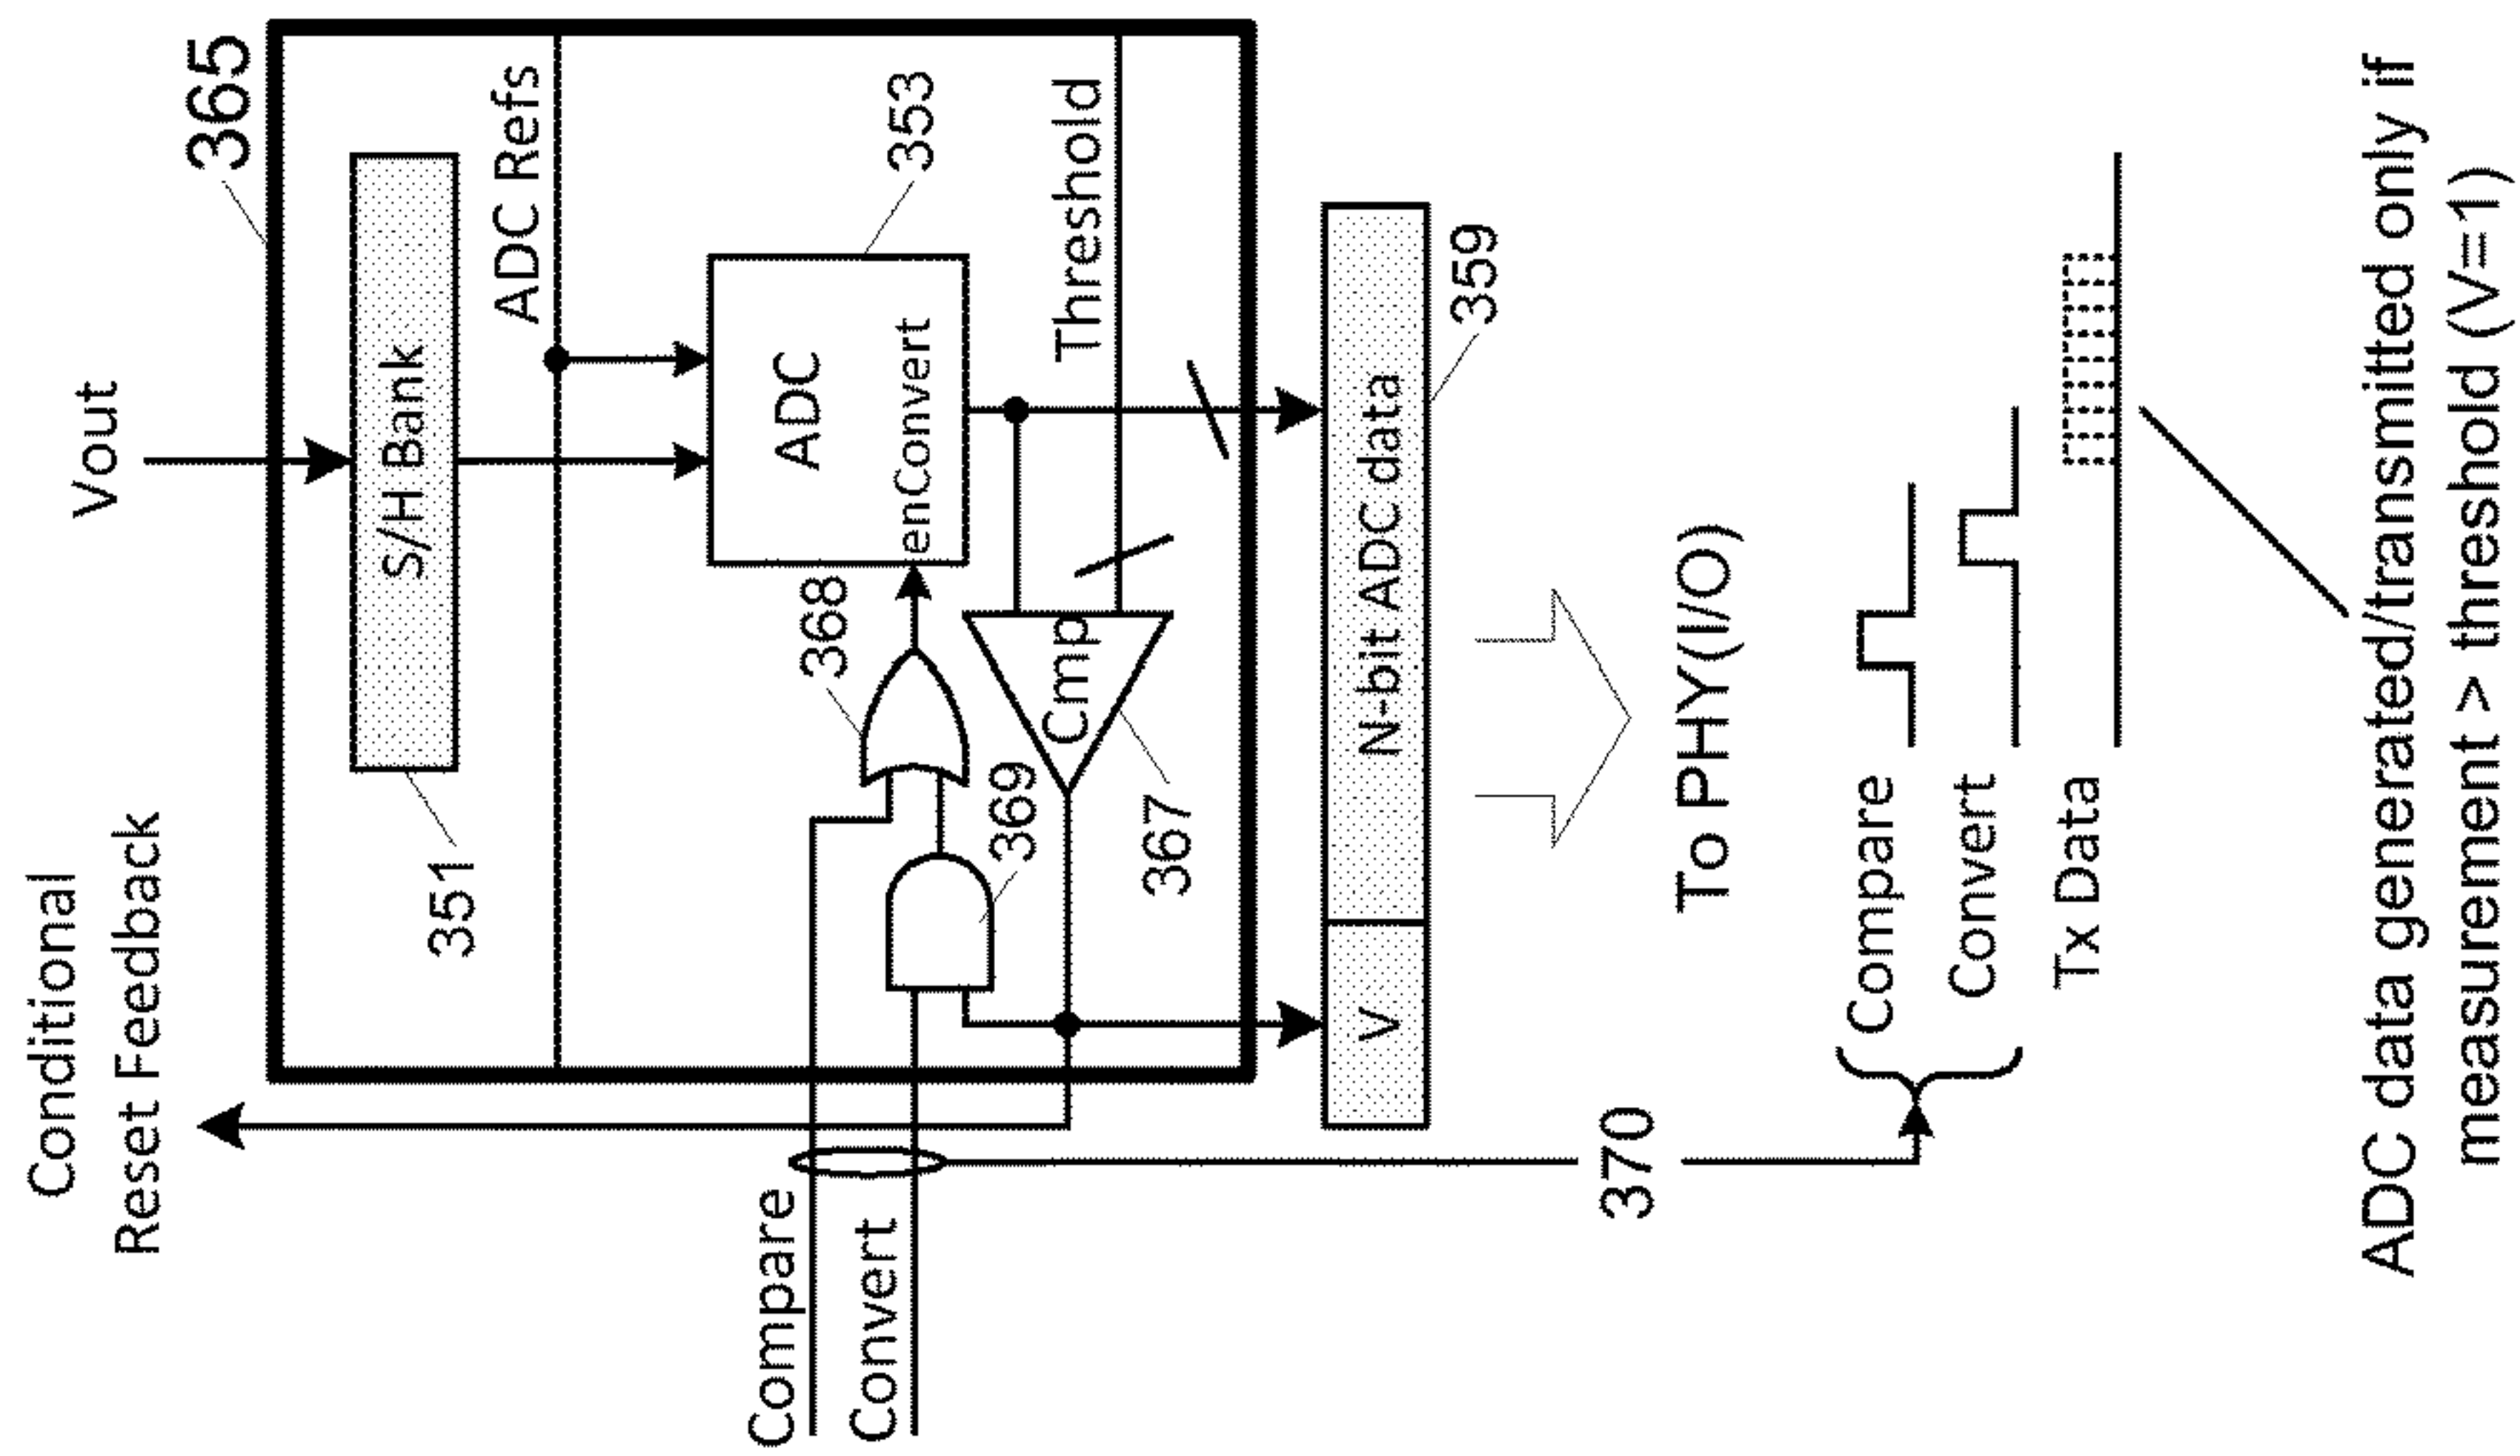 Conditional
Reset Feedback
Vout
365
S/H Bank
351
ADC Refs
ADC
enConvert
353
368
369
Cmp
367
Threshold
Compare
Convert
V
N-bit ADC data
359
To PHY(I/O)
370
Compare
Convert
Tx Data
ADC data generated/transmitted only if
measurement > threshold (V=1)